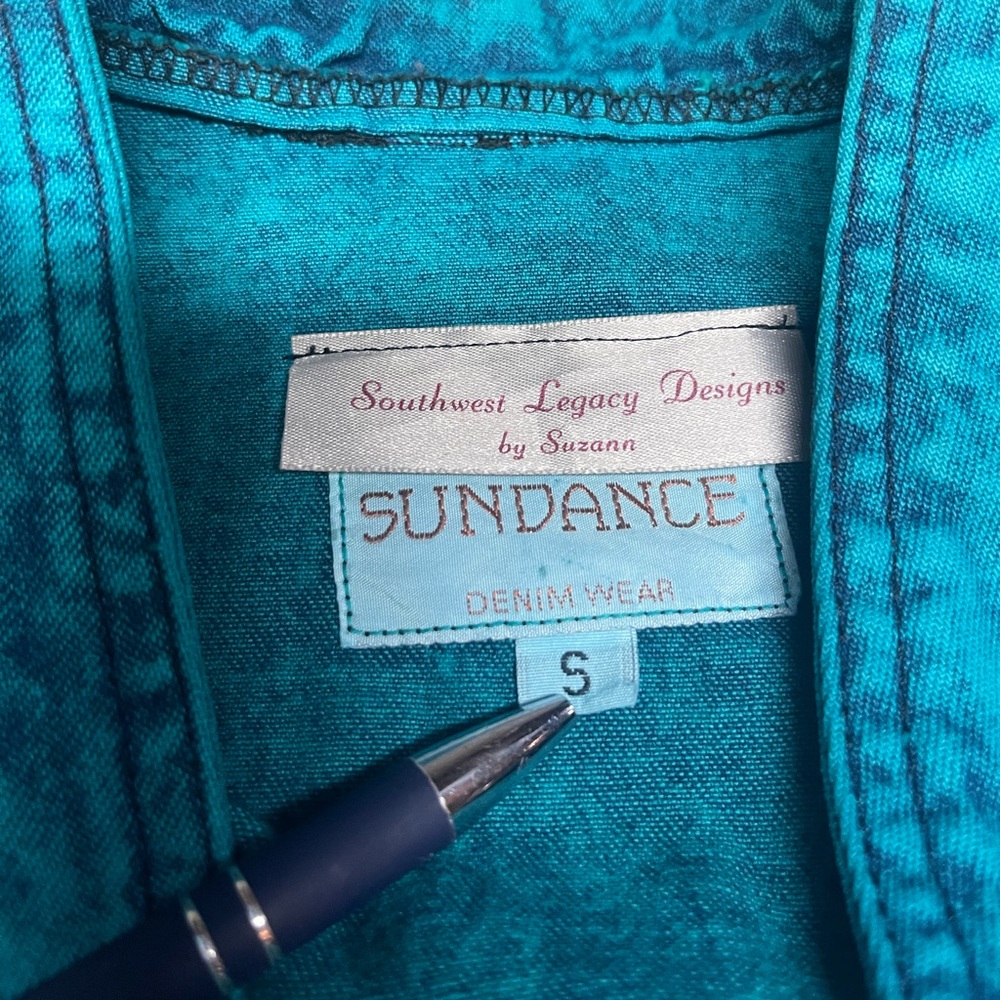 Southwest Legacy Designs
by Suzann
SUNDANCE
DENIM WEAR
S